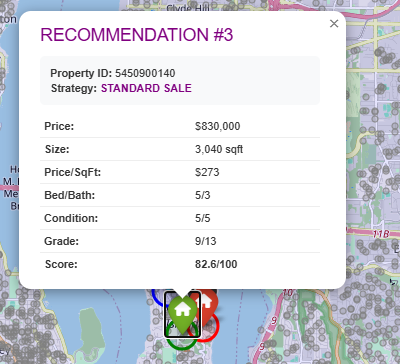 Clyde Hill
×
RECOMMENDATION #3
Property ID: 5450900140
Strategy: STANDARD SALE
Price: $830,000
Size: 3,040 sqft
Price/SqFt: $273
Bed/Bath: 5/3
Condition: 5/5
Grade: 9/13
Score: 82.6/100
11B